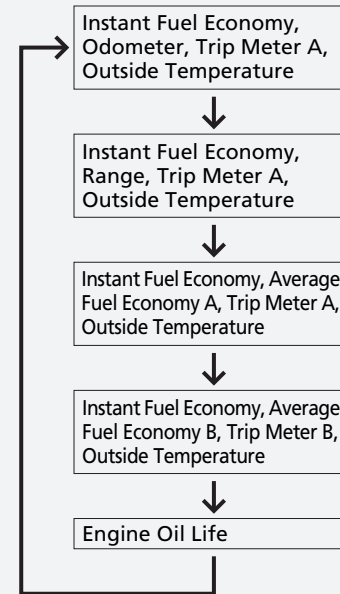 Instant Fuel Economy,
Odometer, Trip Meter A,
Outside Temperature
Instant Fuel Economy,
Range, Trip Meter A,
Outside Temperature
Instant Fuel Economy, Average
Fuel Economy A, Trip Meter A,
Outside Temperature
Instant Fuel Economy, Average
Fuel Economy B, Trip Meter B,
Outside Temperature
Engine Oil Life